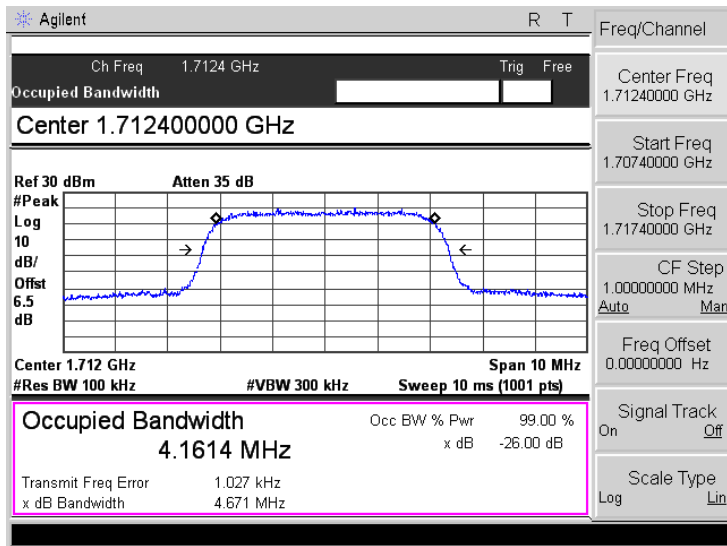 Agilent R T
Ch Freq 1.7124 GHz Trig Free
Occupied Bandwidth
Center 1.712400000 GHz
Ref 30 dBm Atten 35 dB
#Peak
Log
10
dB/
Offst
6.5
dB
Center 1.712 GHz Span 10 MHz
#Res BW 100 kHz #VBW 300 kHz Sweep 10 ms (1001 pts)
Occupied Bandwidth Occ BW % Pwr 99.00 %
4.1614 MHz x dB -26.00 dB
Transmit Freq Error 1.027 kHz
x dB Bandwidth 4.671 MHz
Freq/Channel
Center Freq
1.71240000 GHz
Start Freq
1.70740000 GHz
Stop Freq
1.71740000 GHz
CF Step
1.00000000 MHz
Auto Man
Freq Offset
0.00000000 Hz
Signal Track
On Off
Scale Type
Log Lin